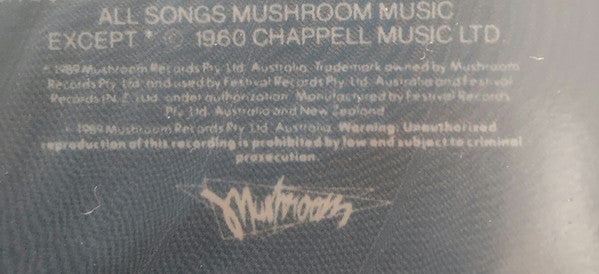 ALL SONGS MUSHROOM MUSIC
EXCEPT * © 1960 CHAPPELL MUSIC LTD.
1989 Mushroom Records Pty. Ltd. Australia. Trademark owned by Mushroom
Records Pty. Ltd. and used by Festival Records Pty. Ltd. Australia and Festival
Records (N.Z.) Ltd. under authorization. Manufactured by Festival Records
Pty. Ltd. Australia and New Zealand.
1989 Mushroom Records Pty. Ltd. Australia. Warning: Unauthorised
reproduction of this recording is prohibited by law and subject to criminal
prosecution.
Mushroom